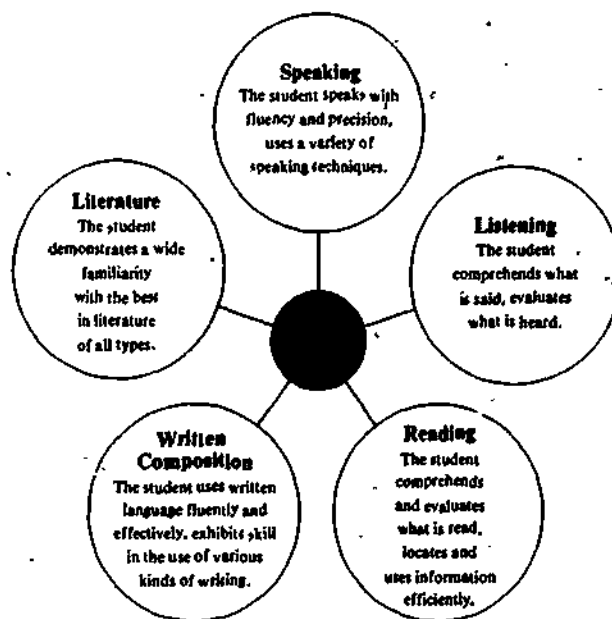 Speaking
The student speaks with
fluency and precision,
uses a variety of
speaking techniques.
Literature
The student
demonstrates a wide
familiarity
with the best
in literature
of all types.
Listening
The student
comprehends what
is said, evaluates
what is heard.
Written
Composition
The student uses written
language fluently and
effectively, exhibits skill
in the use of various
kinds of writing.
Reading
The student
comprehends
and evaluates
what is read,
locates and
uses information
efficiently.